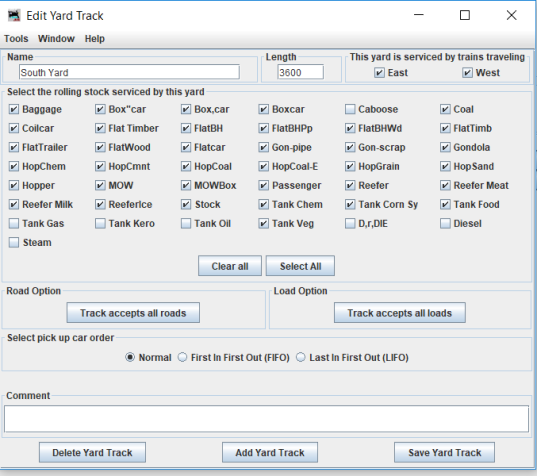 Edit Yard Track
Tools Window Help
Name Length This yard is serviced by trains traveling
South Yard 3600 East West
Select the rolling stock serviced by this yard
Baggage Box"car Box,car Boxcar Caboose Coal
Coilcar Flat Timber FlatBH FlatBHPp FlatBHWd FlatTimb
FlatTrailer FlatWood Flatcar Gon-pipe Gon-scrap Gondola
HopChem HopCmnt HopCoal HopCoal-E HopGrain HopSand
Hopper MOW MOWBox Passenger Reefer Reefer Meat
Reefer Milk ReeferIce Stock Tank Chem Tank Corn Sy Tank Food
Tank Gas Tank Kero Tank Oil Tank Veg D,r,DIE Diesel
Steam
Clear all Select All
Road Option Load Option
Track accepts all roads Track accepts all loads
Select pick up car order
Normal First In First Out (FIFO) Last In First Out (LIFO)
Comment
Delete Yard Track Add Yard Track Save Yard Track